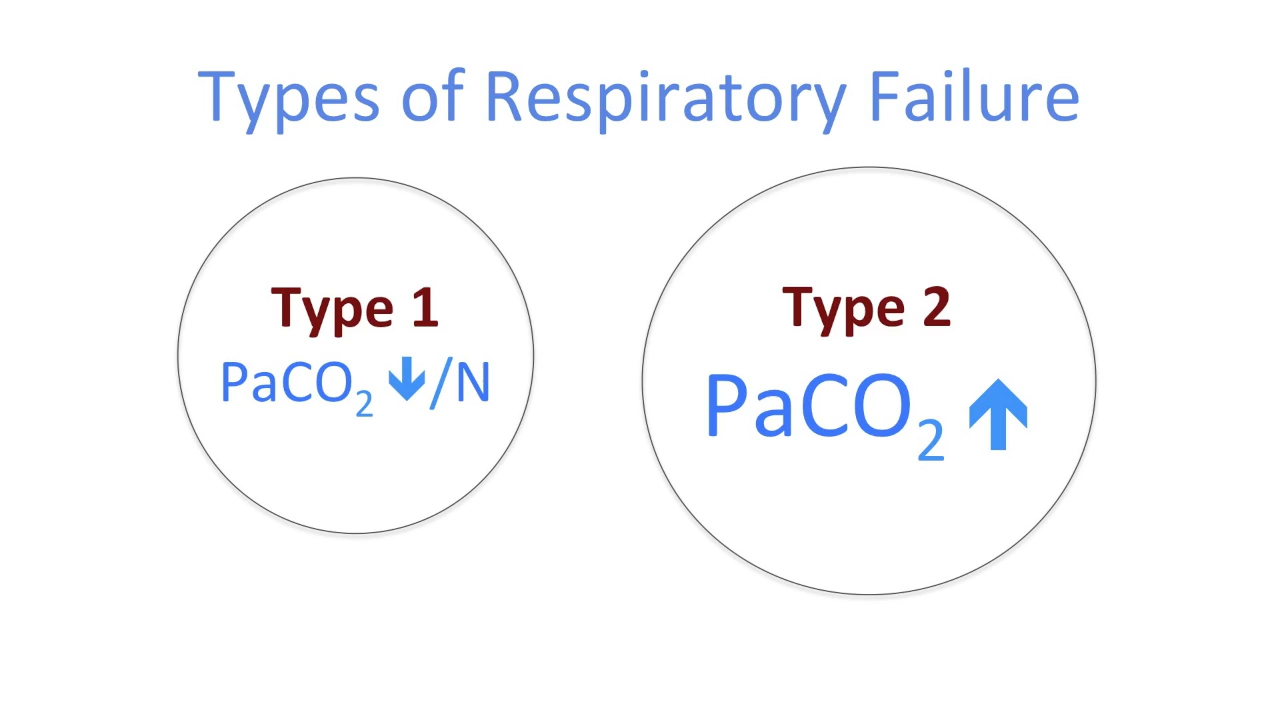 Types of Respiratory Failure
Type 1
PaCO₂ ↓/N
Type 2
PaCO₂ ↑